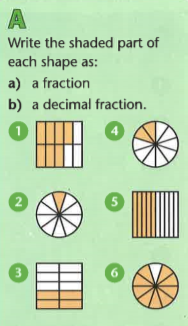 A
Write the shaded part of
each shape as:
a) a fraction
b) a decimal fraction.
1
4
2
5
3
6